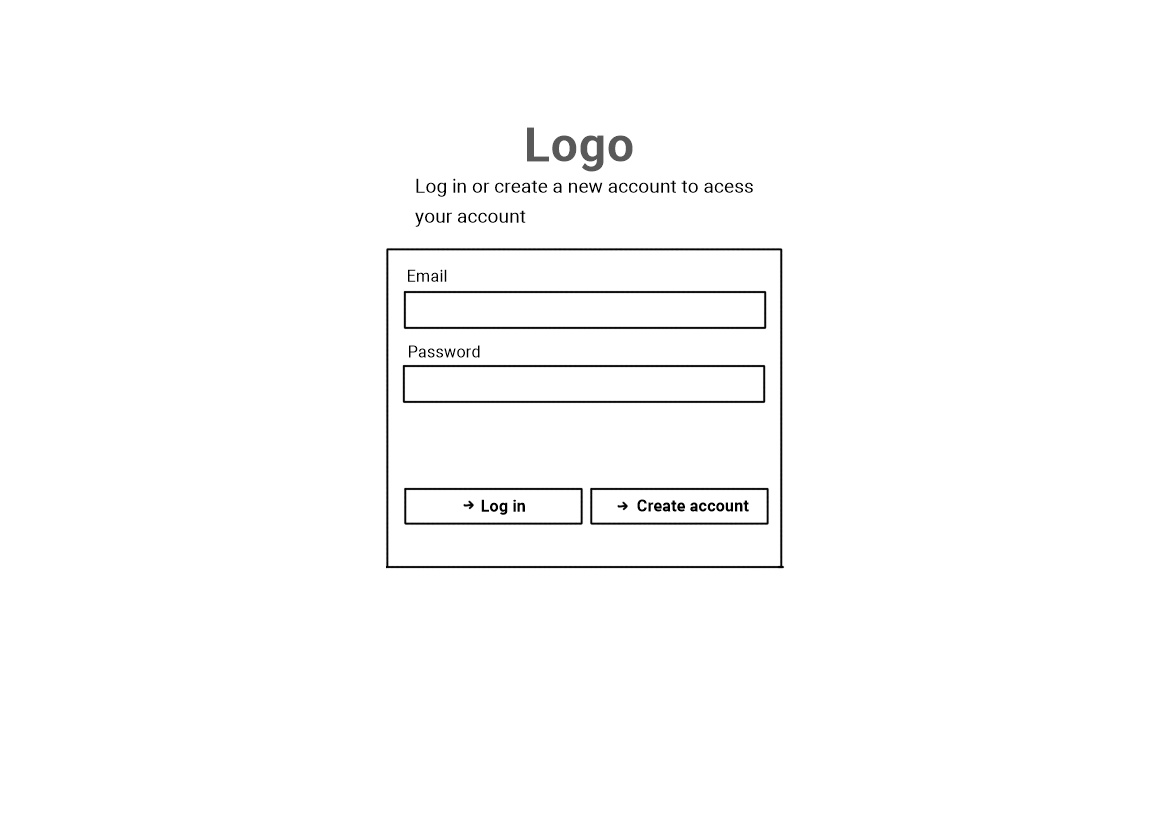 Logo
Log in or create a new account to acess
your account
Email
Password
→ Log in
→ Create account